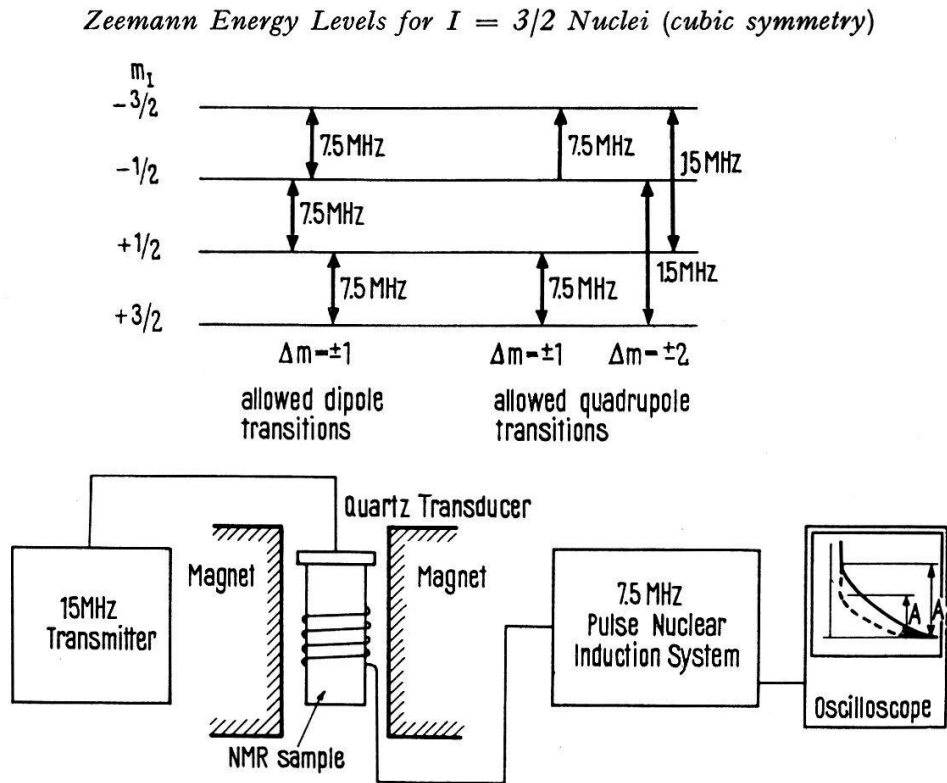 Zeemann Energy Levels for I = 3/2 Nuclei (cubic symmetry)
mI
-3/2
7.5 MHz
7.5 MHz
15 MHz
-1/2
7.5 MHz
+1/2
7.5 MHz
7.5 MHz
1.5 MHz
+3/2
Δm=±1
Δm=±1
Δm=±2
allowed dipole
transitions
allowed quadrupole
transitions
Quartz Transducer
Magnet
Magnet
15MHz
Transmitter
7.5 MHz
Pulse Nuclear
Induction System
A
A
Oscilloscope
NMR sample